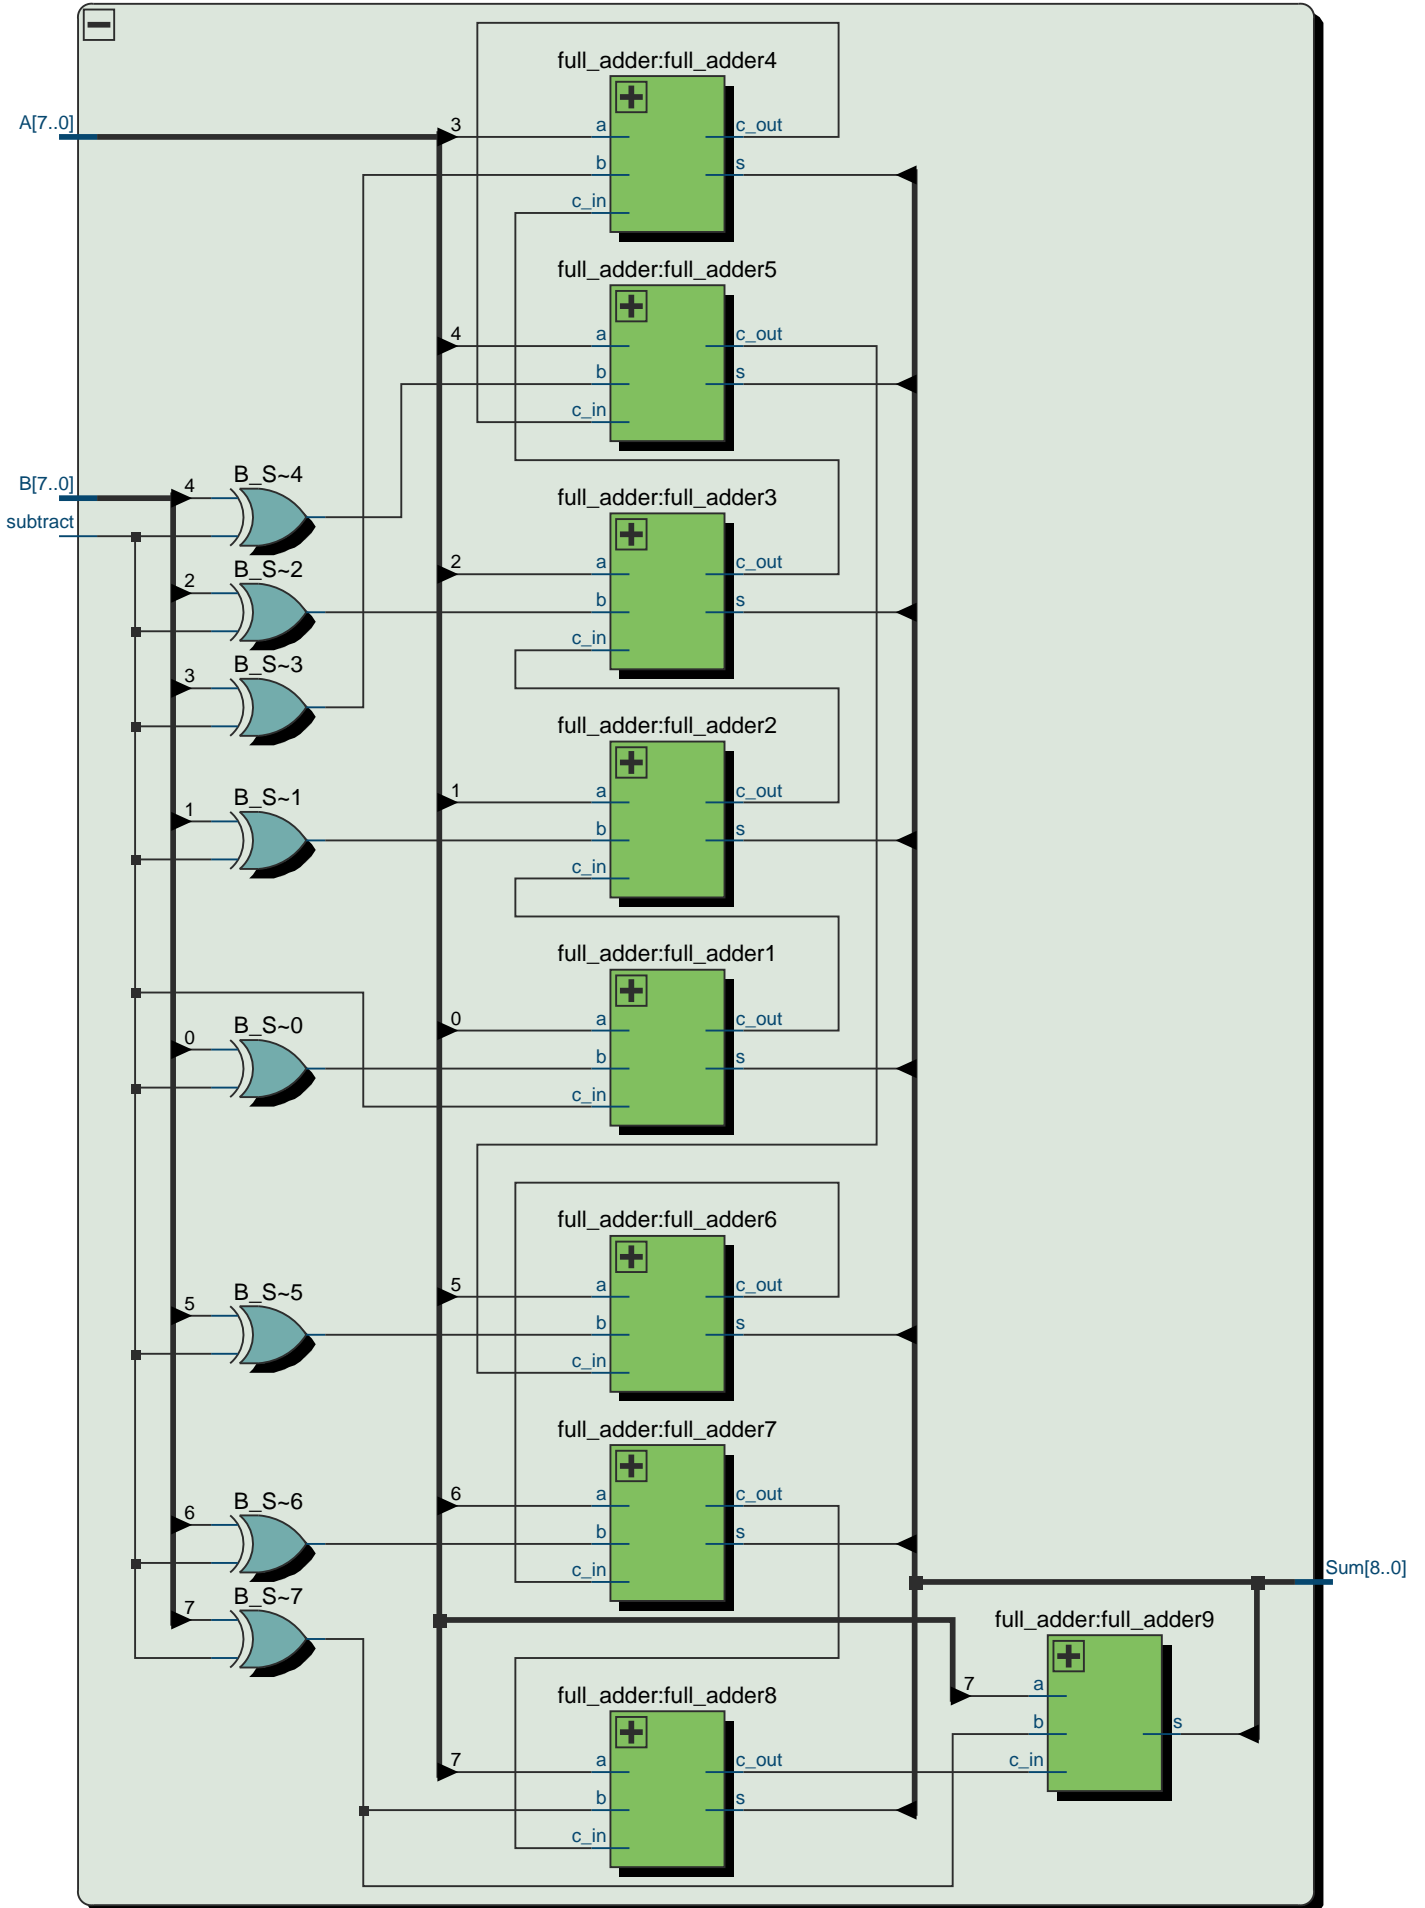 full_adder:full_adder4
A[7..0]
3
a
c_out
b
s
c_in
full_adder:full_adder5
4
a
c_out
b
s
c_in
B[7..0]
subtract
4
B_S~4
full_adder:full_adder3
2
B_S~2
2
a
c_out
b
s
c_in
3
B_S~3
full_adder:full_adder2
1
B_S~1
1
a
c_out
b
s
c_in
full_adder:full_adder1
0
B_S~0
0
a
c_out
b
s
c_in
full_adder:full_adder6
5
B_S~5
5
a
c_out
b
s
c_in
full_adder:full_adder7
6
B_S~6
6
a
c_out
b
s
c_in
Sum[8..0]
7
B_S~7
full_adder:full_adder9
7
a
b
s
c_in
full_adder:full_adder8
7
a
c_out
b
s
c_in